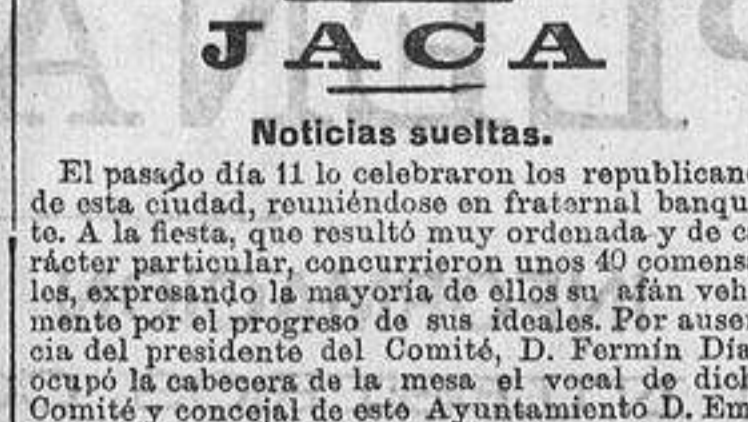 JACA
Noticias sueltas.
El pasado día 11 lo celebraron los republican
de esta ciudad, reuniéndose en fraternal banqu
te. A la fiesta, que resultó muy ordenada y de c
rácter particular, concurrieron unos 40 comens
les, expresando la mayoría de ellos su afán veh
mente por el progreso de sus ideales. Por ausen
cia del presidente del Comité, D. Fermín Día
ocupó la cabecera de la mesa el vocal de dich
Comité y concejal de este Ayuntamiento D. Em